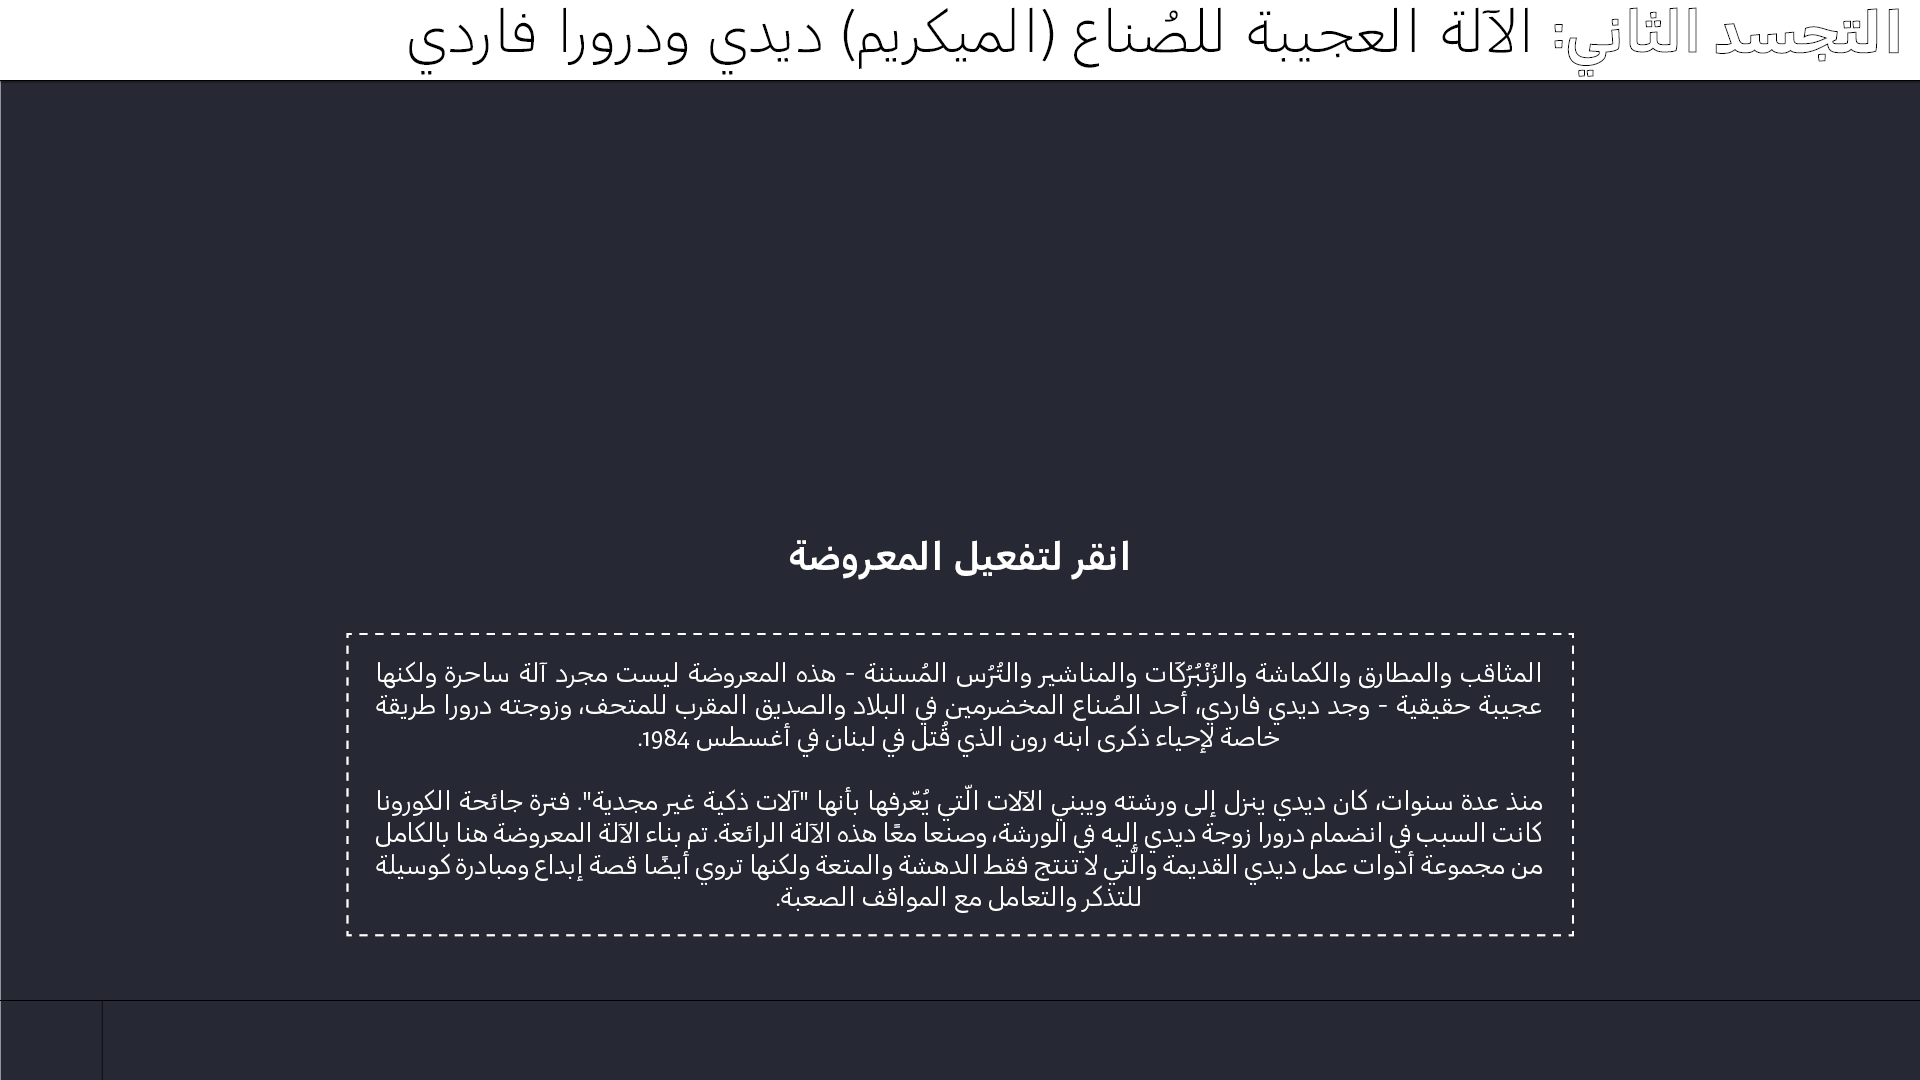 التجسد الثاني: الآلة العجيبة للصُناع (الميكريم) ديدي ودرورا فاردي
انقر لتفعيل المعروضة
المثاقب والمطارق والكماشة والزُنْبُرُكَات والمناشير والتُرُس المُسننة - هذه المعروضة ليست مجرد آلة ساحرة ولكنها
عجيبة حقيقية - وجد ديدي فاردي، أحد الصُناع المخضرمين في البلاد والصديق المقرب للمتحف، وزوجته درورا طريقة
خاصة لإحياء ذكرى ابنه رون الذي قُتل في لبنان في أغسطس 1984.
منذ عدة سنوات، كان ديدي ينزل إلى ورشته ويبني الآلات الّتي يُعّرفها بأنها "آلات ذكية غير مجدية". فترة جائحة الكورونا
كانت السبب في انضمام درورا زوجة ديدي إليه في الورشة، وصنعا معًا هذه الآلة الرائعة. تم بناء الآلة المعروضة هنا بالكامل
من مجموعة أدوات عمل ديدي القديمة والّتي لا تنتج فقط الدهشة والمتعة ولكنها تروي أيضًا قصة إبداع ومبادرة كوسيلة
للتذكر والتعامل مع المواقف الصعبة.